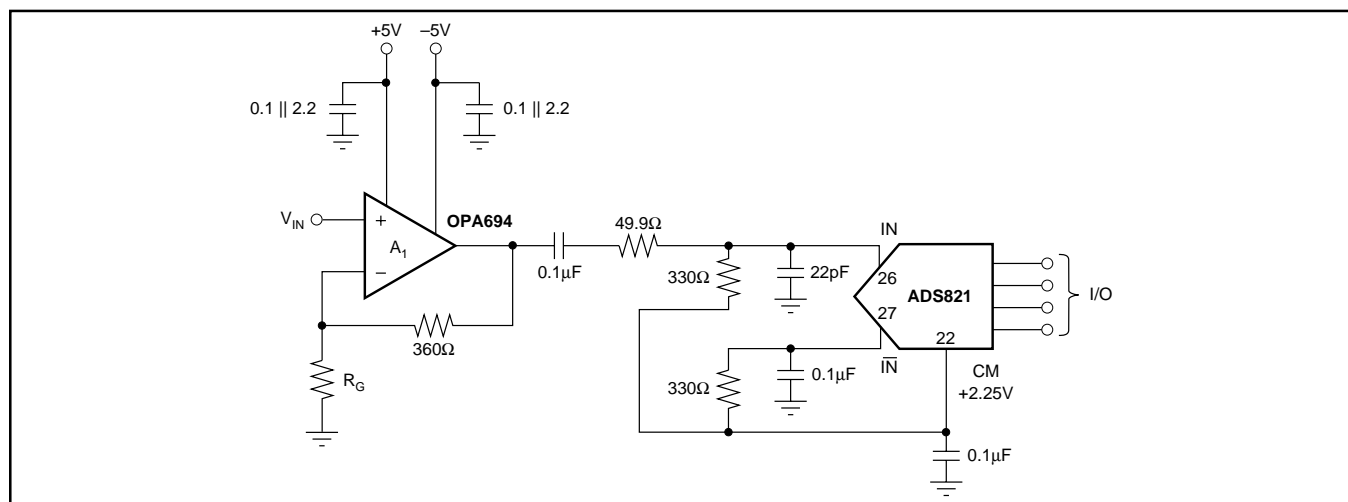 +5V
–5V
0.1 || 2.2
0.1 || 2.2
V_IN
+
A_1
−
OPA694
0.1µF
49.9Ω
360Ω
R_G
330Ω
22pF
330Ω
0.1µF
IN
26
27
I̅N̅
ADS821
22
CM
+2.25V
0.1µF
I/O